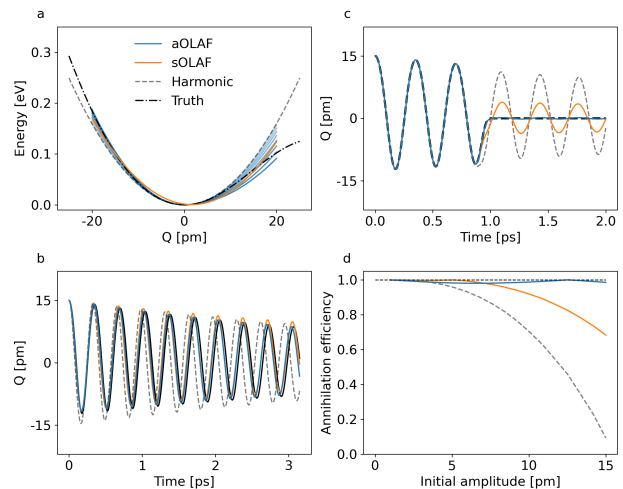 a
Energy [eV]
0.3
0.2
0.1
0.0
-20
0
20
Q [pm]
aOLAF
sOLAF
Harmonic
Truth
c
Q [pm]
15
0
-15
0.0
0.5
1.0
1.5
2.0
Time [ps]
b
Q [pm]
15
0
-15
0
1
2
3
Time [ps]
d
Annihilation efficiency
1.0
0.8
0.6
0.4
0.2
0.0
0
5
10
15
Initial amplitude [pm]